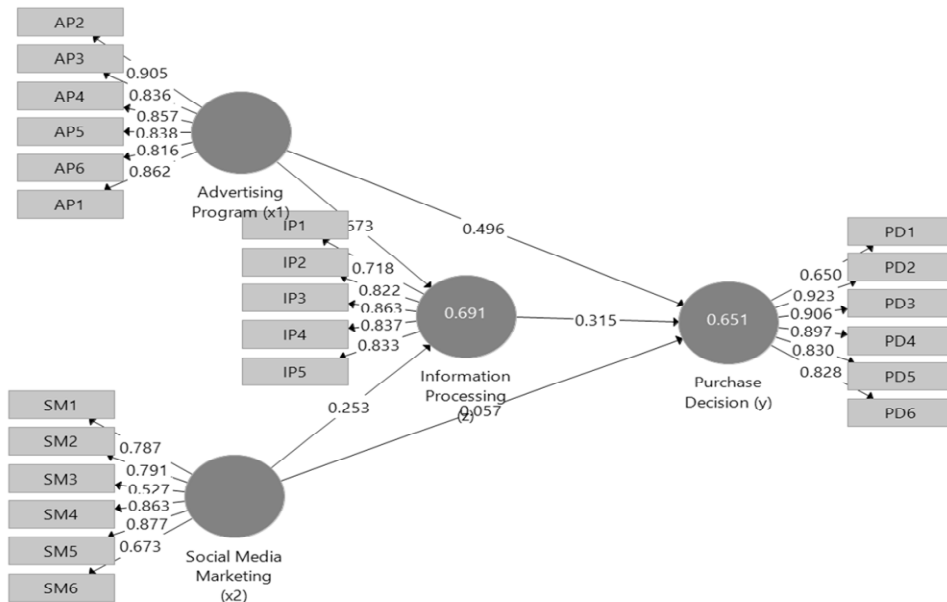 AP2
0.905
AP3
0.836
AP4
0.857
AP5
0.838
AP6
0.816
AP1
0.862
Advertising
Program (x1)
IP1
0.718
IP2
0.822
IP3
0.863
IP4
0.837
IP5
0.833
0.496
0.691
Information
Processing
(z)
0.315
0.253
0.057
0.651
Purchase
Decision (y)
PD1
0.650
PD2
0.923
PD3
0.906
PD4
0.897
PD5
0.830
PD6
0.828
SM1
0.787
SM2
0.791
SM3
0.527
SM4
0.863
SM5
0.877
SM6
0.673
Social Media
Marketing
(x2)